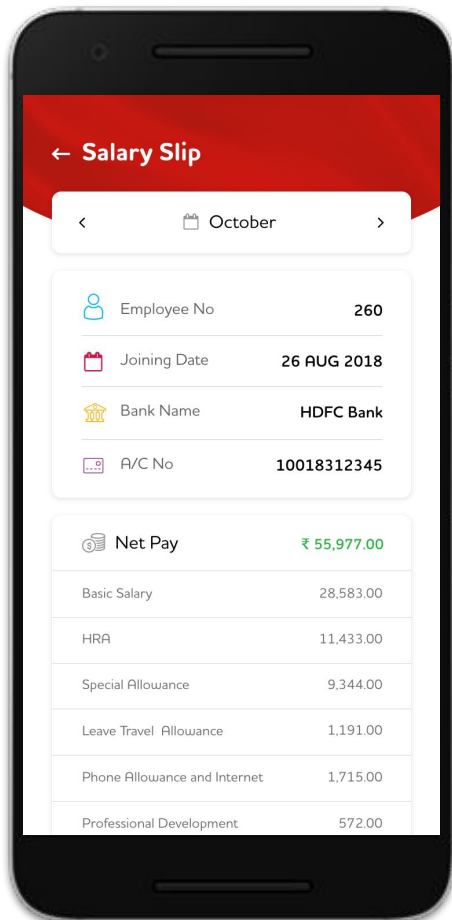 ← Salary Slip
< October >
Employee No 260
Joining Date 26 AUG 2018
Bank Name HDFC Bank
A/C No 10018312345
Net Pay ₹ 55,977.00
Basic Salary 28,583.00
HRA 11,433.00
Special Allowance 9,344.00
Leave Travel Allowance 1,191.00
Phone Allowance and Internet 1,715.00
Professional Development 572.00